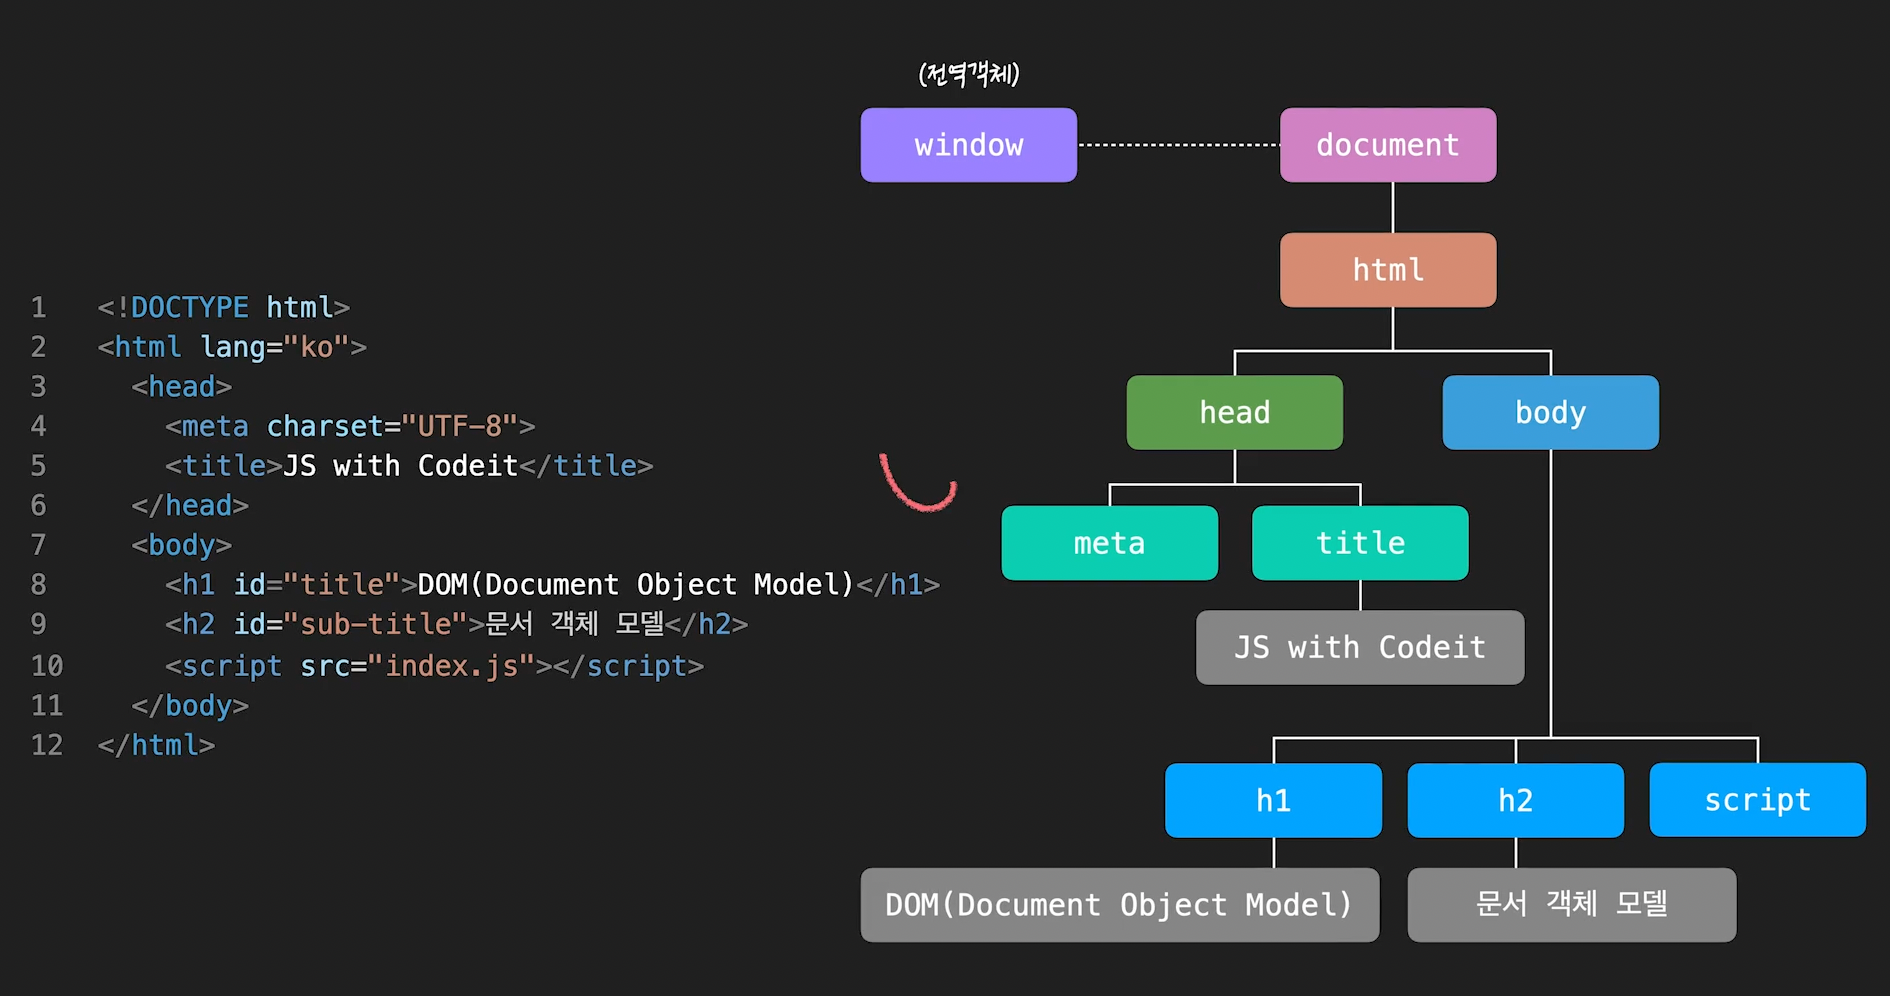 1 <!DOCTYPE html>
2 <html lang="ko">
3 <head>
4 <meta charset="UTF-8">
5 <title>JS with Codeit</title>
6 </head>
7 <body>
8 <h1 id="title">DOM(Document Object Model)</h1>
9 <h2 id="sub-title">문서 객체 모델</h2>
10 <script src="index.js"></script>
11 </body>
12 </html>
(전역객체)
window
document
html
head
body
meta
title
JS with Codeit
h1
h2
script
DOM(Document Object Model)
문서 객체 모델